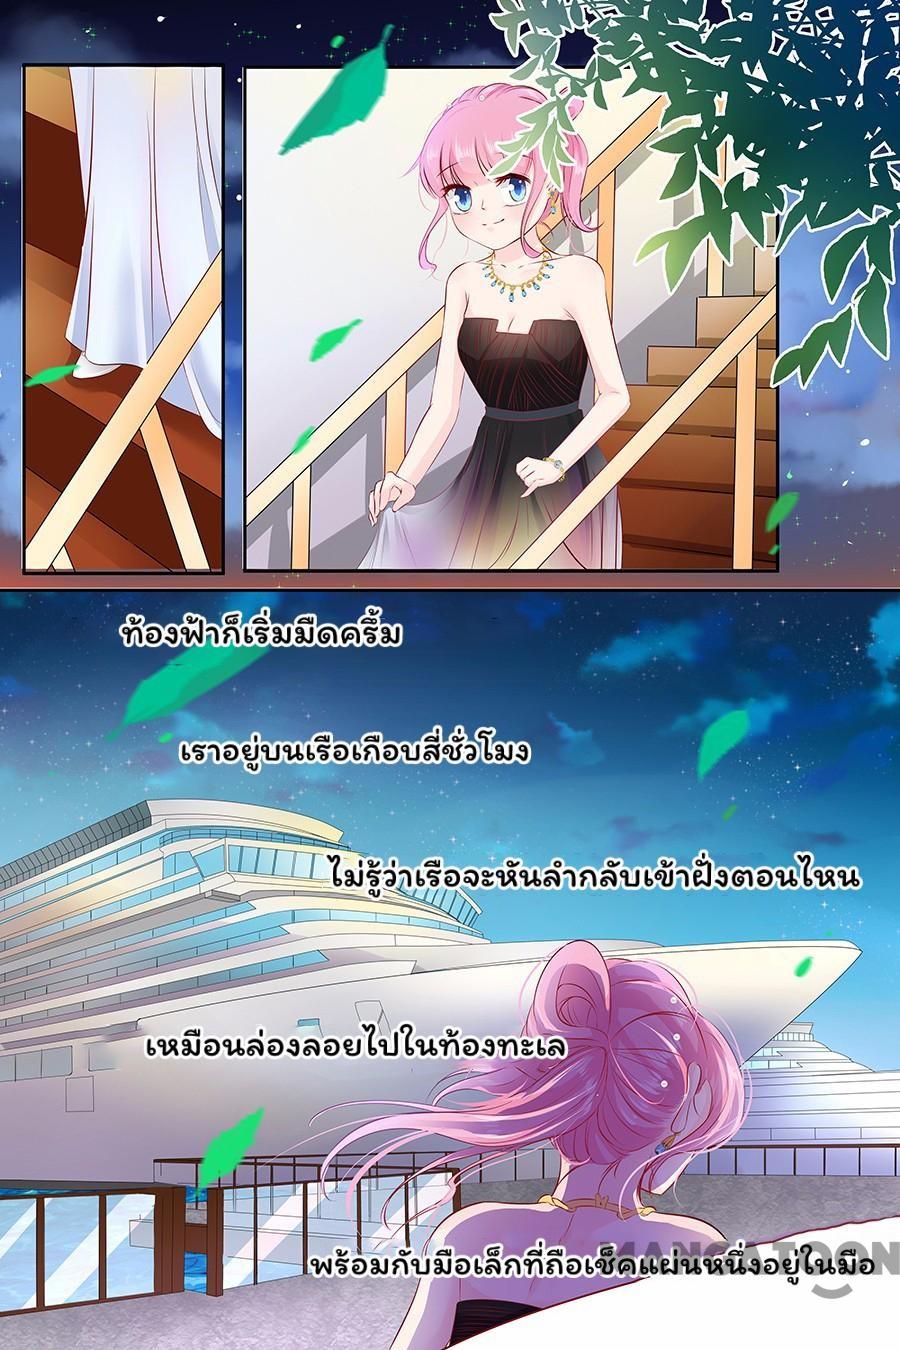 ท้องฟ้าก็เริ่มมืดครึ้ม
เราอยู่บนเรือเกือบสี่ชั่วโมง
ไม่รู้ว่าเรือจะหันลำกลับเข้าฝั่งตอนไหน
เหมือนล่องลอยไปในท้องทะเล
พร้อมกับมือเล็กที่ถือเช็คแผ่นหนึ่งอยู่ในมือ
MANGATOON